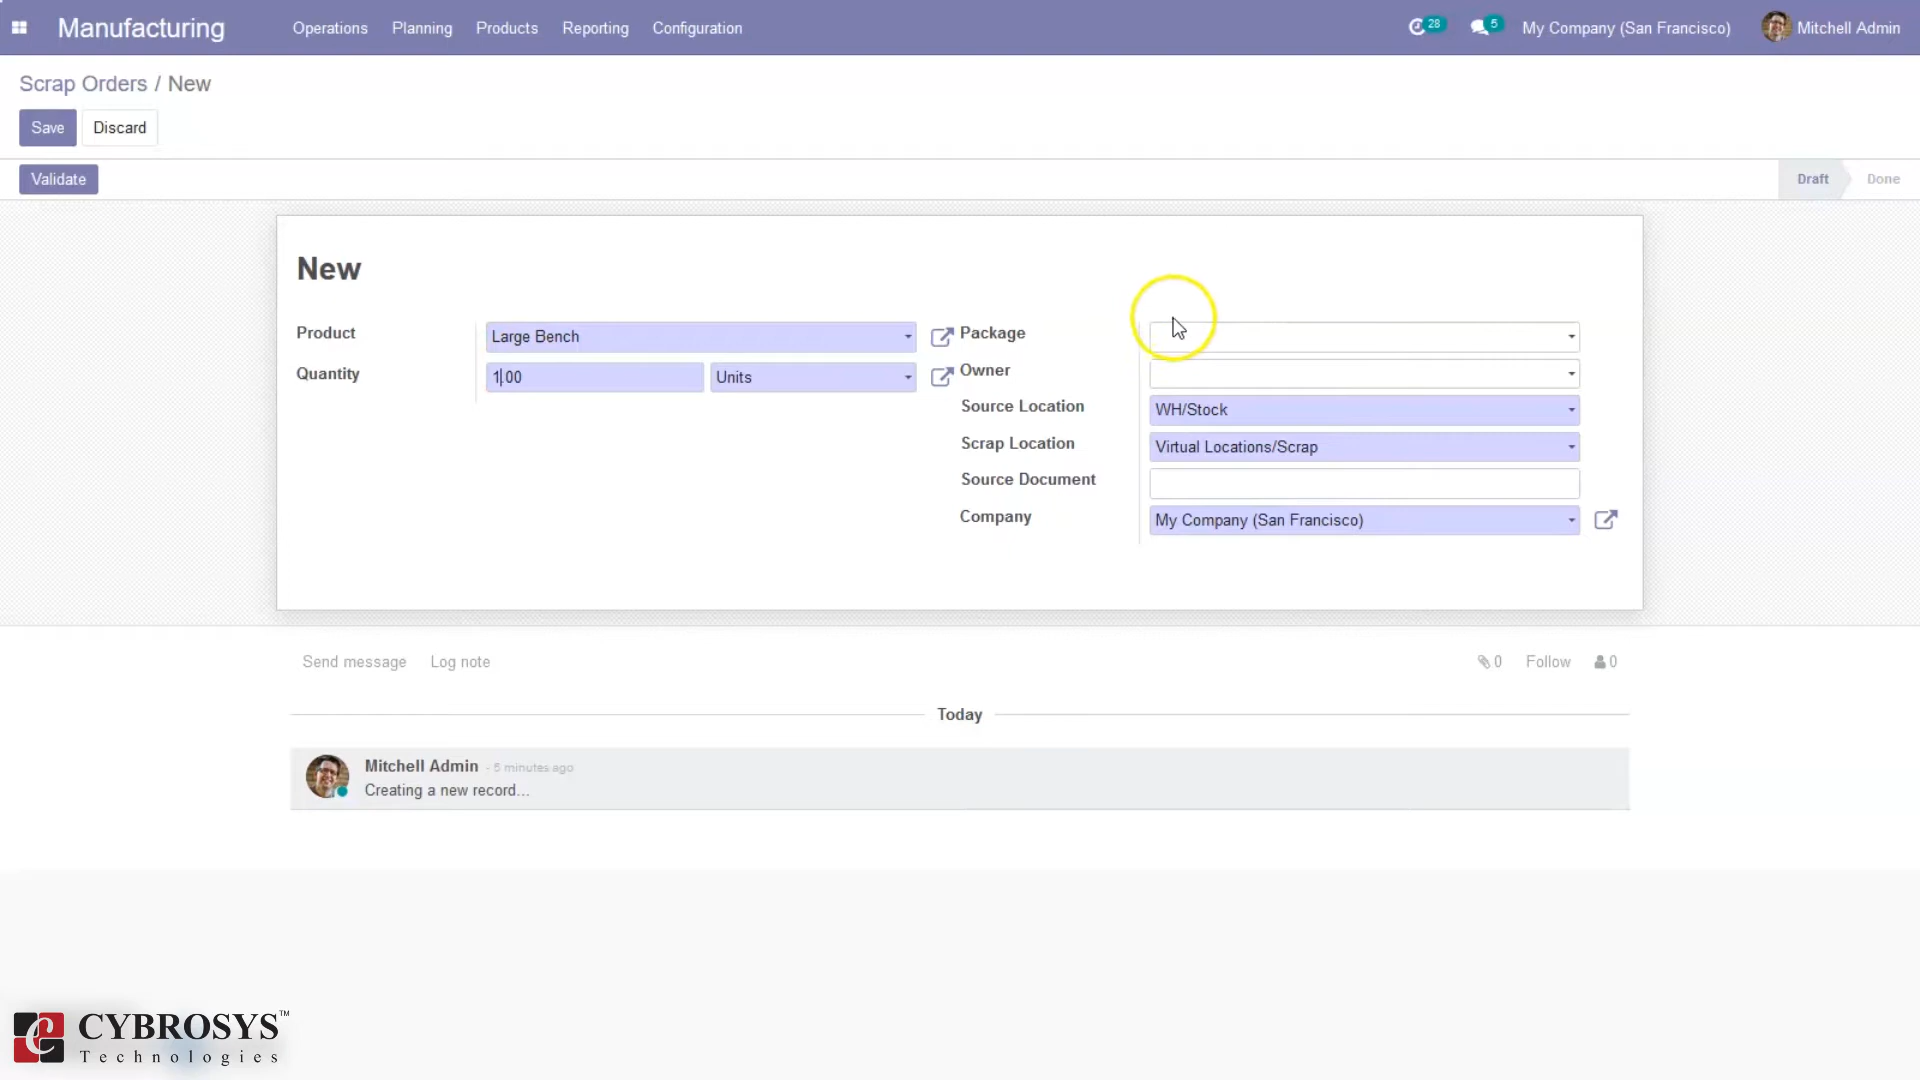 Manufacturing Operations Planning Products Reporting Configuration 28 5 My Company (San Francisco) Mitchell Admin
Scrap Orders / New
Save Discard
Validate Draft Done
New
Product Large Bench
Quantity 1.00 Units
Package
Owner
Source Location WH/Stock
Scrap Location Virtual Locations/Scrap
Source Document
Company My Company (San Francisco)
Send message Log note 0 Follow 0
Today
Mitchell Admin - 5 minutes ago
Creating a new record...
CYBROSYS™
Technologies